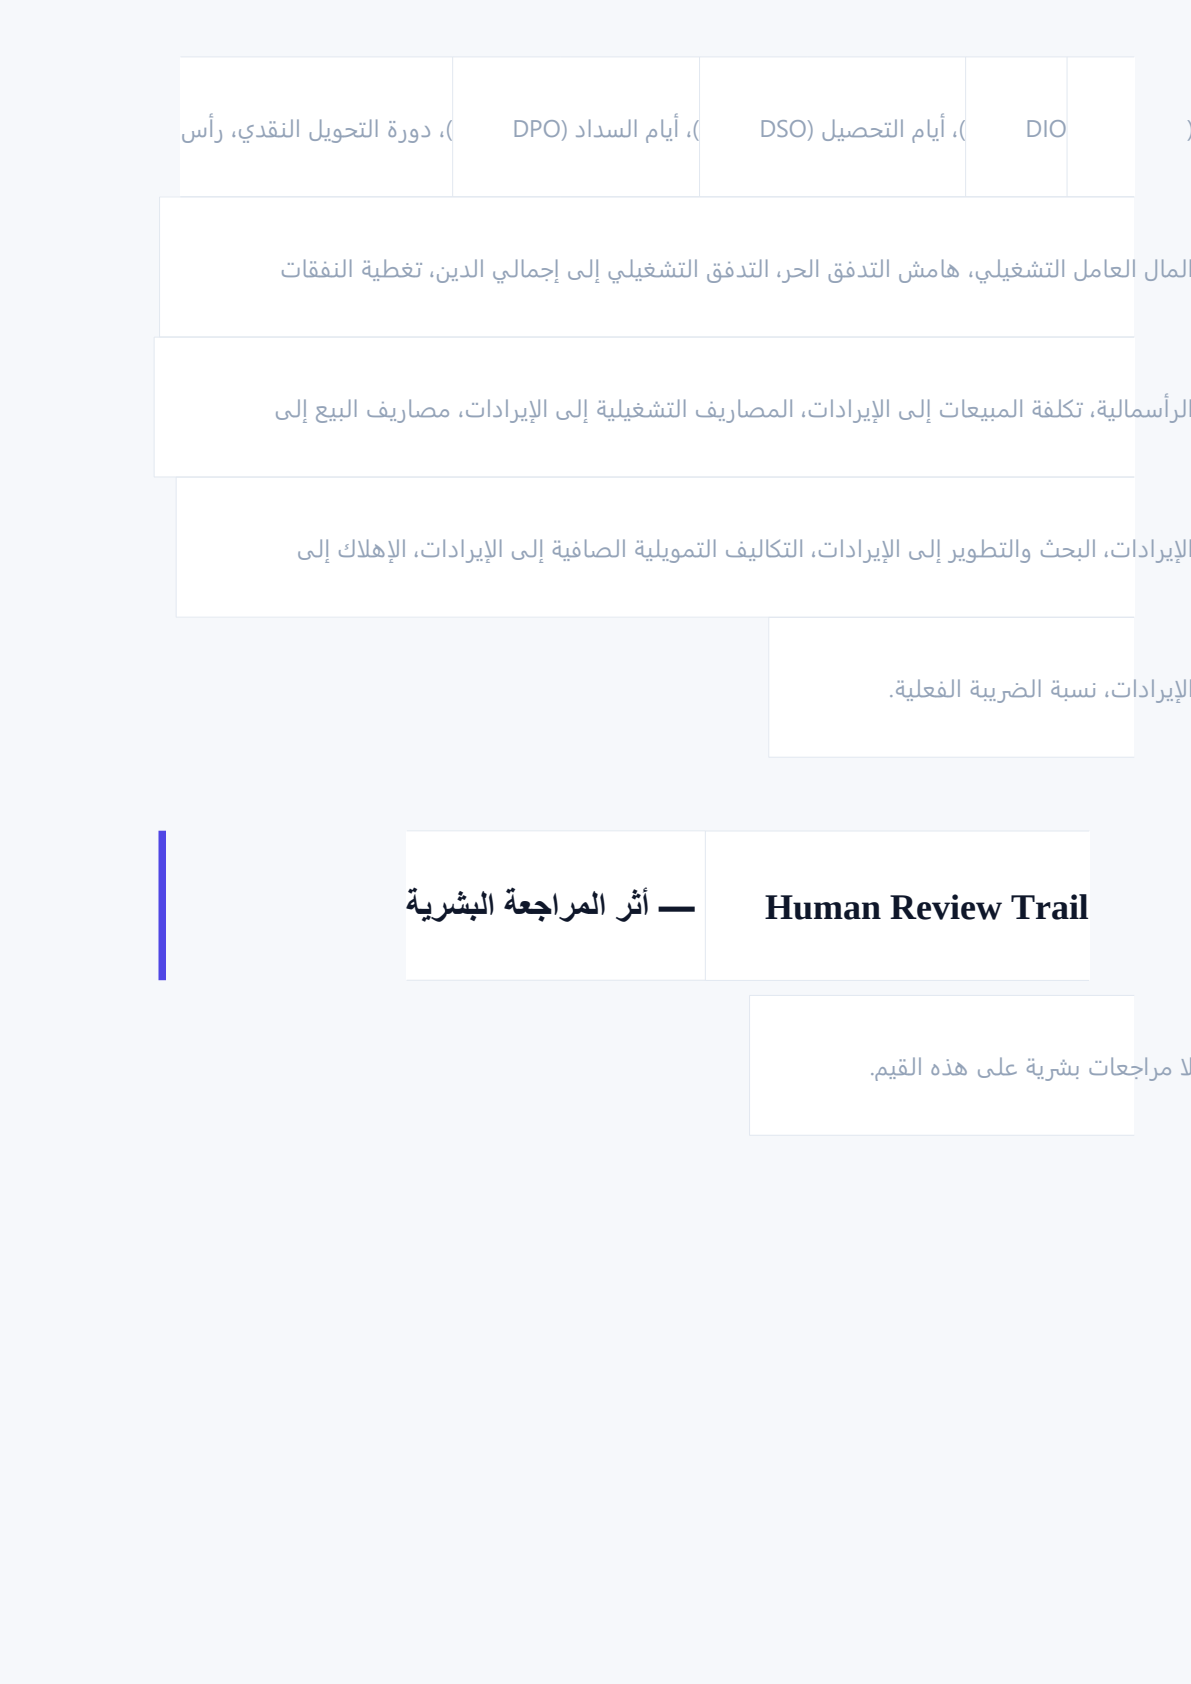 (DIO)، أيام التحصيل (DSO)، أيام السداد (DPO)، دورة التحويل النقدي، رأس
المال العامل التشغيلي، هامش التدفق الحر، التدفق التشغيلي إلى إجمالي الدين، تغطية النفقات
الرأسمالية، تكلفة المبيعات إلى الإيرادات، المصاريف التشغيلية إلى الإيرادات، مصاريف البيع إلى
الإيرادات، البحث والتطوير إلى الإيرادات، التكاليف التمويلية الصافية إلى الإيرادات، الإهلاك إلى
الإيرادات، نسبة الضريبة الفعلية.
Human Review Trail — أثر المراجعة البشرية
لا مراجعات بشرية على هذه القيم.